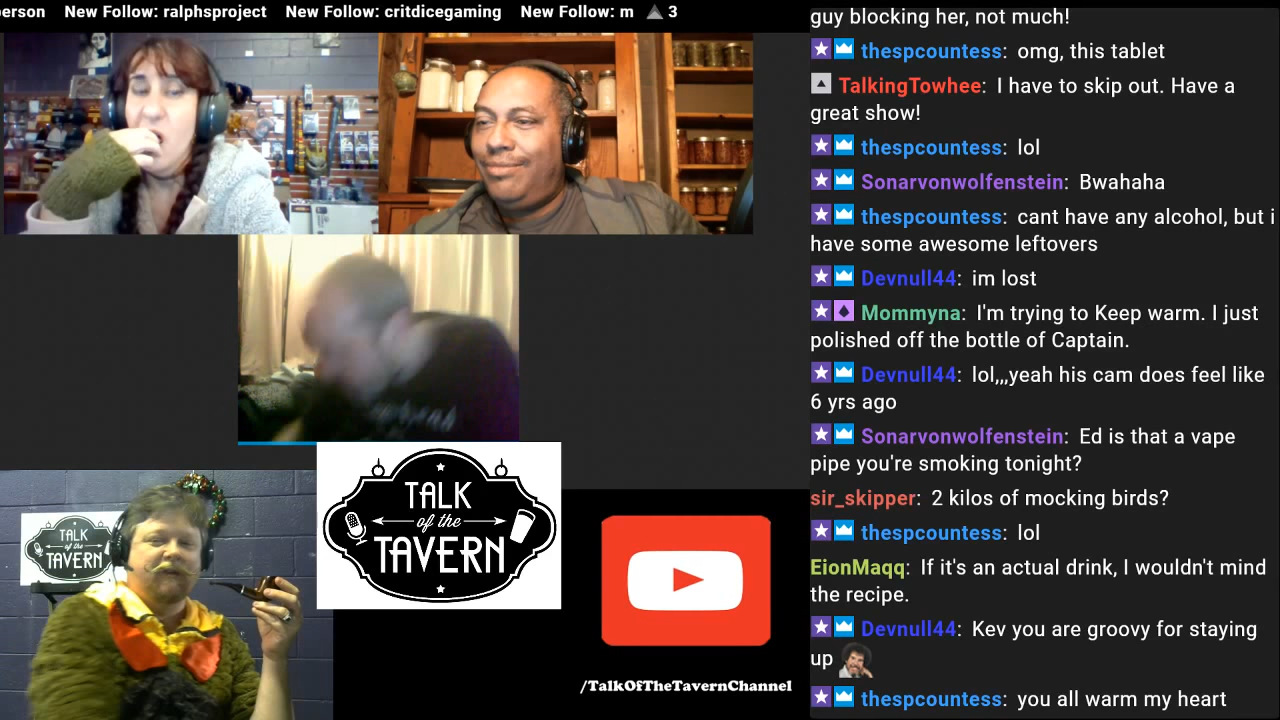 erson New Follow: ralphsproject New Follow: critdicegaming New Follow: m 3
guy blocking her, not much!
thespcountess: omg, this tablet
TalkingTowhee: I have to skip out. Have a
great show!
thespcountess: lol
Sonarvonwolfenstein: Bwahaha
thespcountess: cant have any alcohol, but i
have some awesome leftovers
Devnull44: im lost
Mommyna: I'm trying to Keep warm. I just
polished off the bottle of Captain.
Devnull44: lol,,,yeah his cam does feel like
6 yrs ago
Sonarvonwolfenstein: Ed is that a vape
pipe you're smoking tonight?
sir_skipper: 2 kilos of mocking birds?
thespcountess: lol
EionMaqq: If it's an actual drink, I wouldn't mind
the recipe.
Devnull44: Kev you are groovy for staying
up
thespcountess: you all warm my heart
TALK
of the
TAVERN
TALK
of the
TAVERN
/TalkOfTheTavernChannel